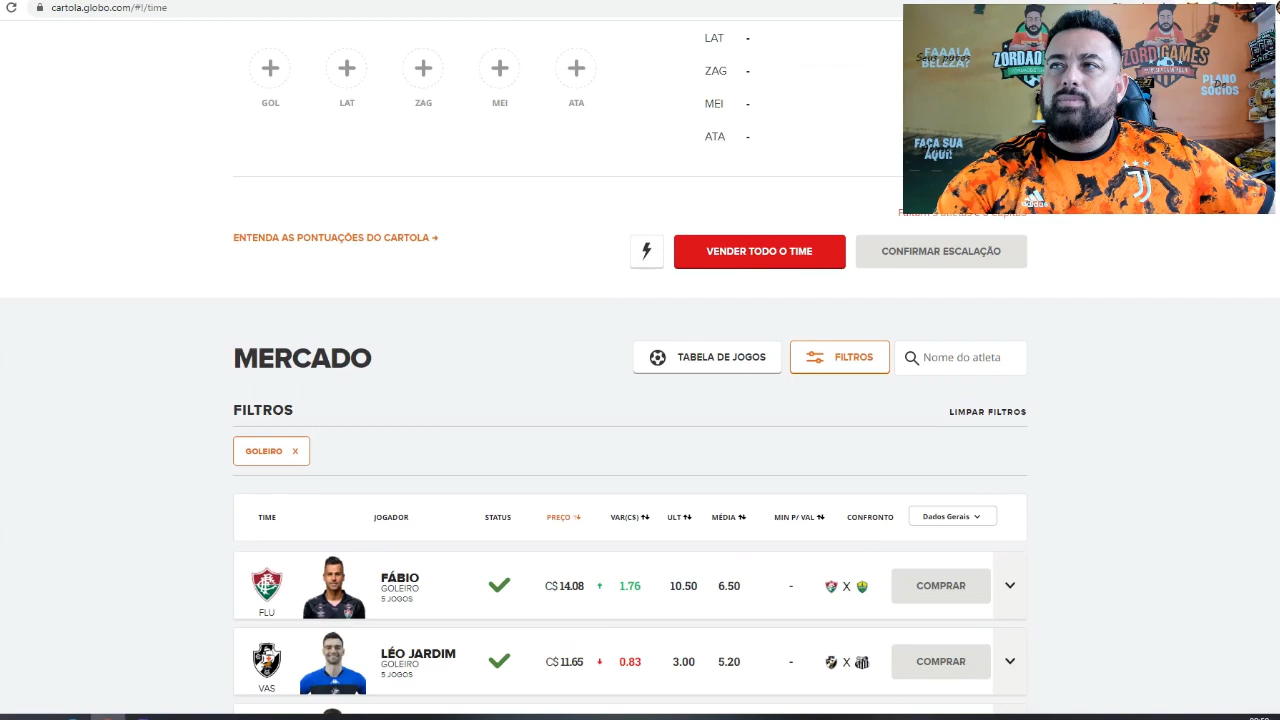 cartola.globo.com/#!/time
GOL
LAT
ZAG
MEI
ATA
LAT -
ZAG -
MEI -
ATA -
FAAALA
Seus putos
BELEZA?
ZORDAO
ZORD GAMES
PLANO
De
SÓCIOS
FAÇA SUA
AQUI!
adidas
ENTENDA AS PONTUAÇÕES DO CARTOLA →
VENDER TODO O TIME
CONFIRMAR ESCALAÇÃO
MERCADO
TABELA DE JOGOS
FILTROS
Nome do atleta
FILTROS
LIMPAR FILTROS
GOLEIRO X
TIME JOGADOR STATUS PREÇO VAR(C$) ULT MÉDIA MIN P/ VAL CONFRONTO Dados Gerais
FÁBIO
GOLEIRO
5 JOGOS
FLU
C$ 14.08 1.76 10.50 6.50 - X COMPRAR
LÉO JARDIM
GOLEIRO
5 JOGOS
VAS
C$ 11.65 0.83 3.00 5.20 - X COMPRAR